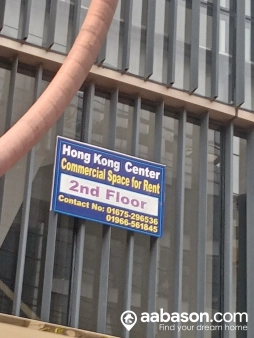 Hong Kong Center
Commercial Space for Rent
2nd Floor
Contact No: 01675-296536
01966-561845
aabason.com
Find your dream home